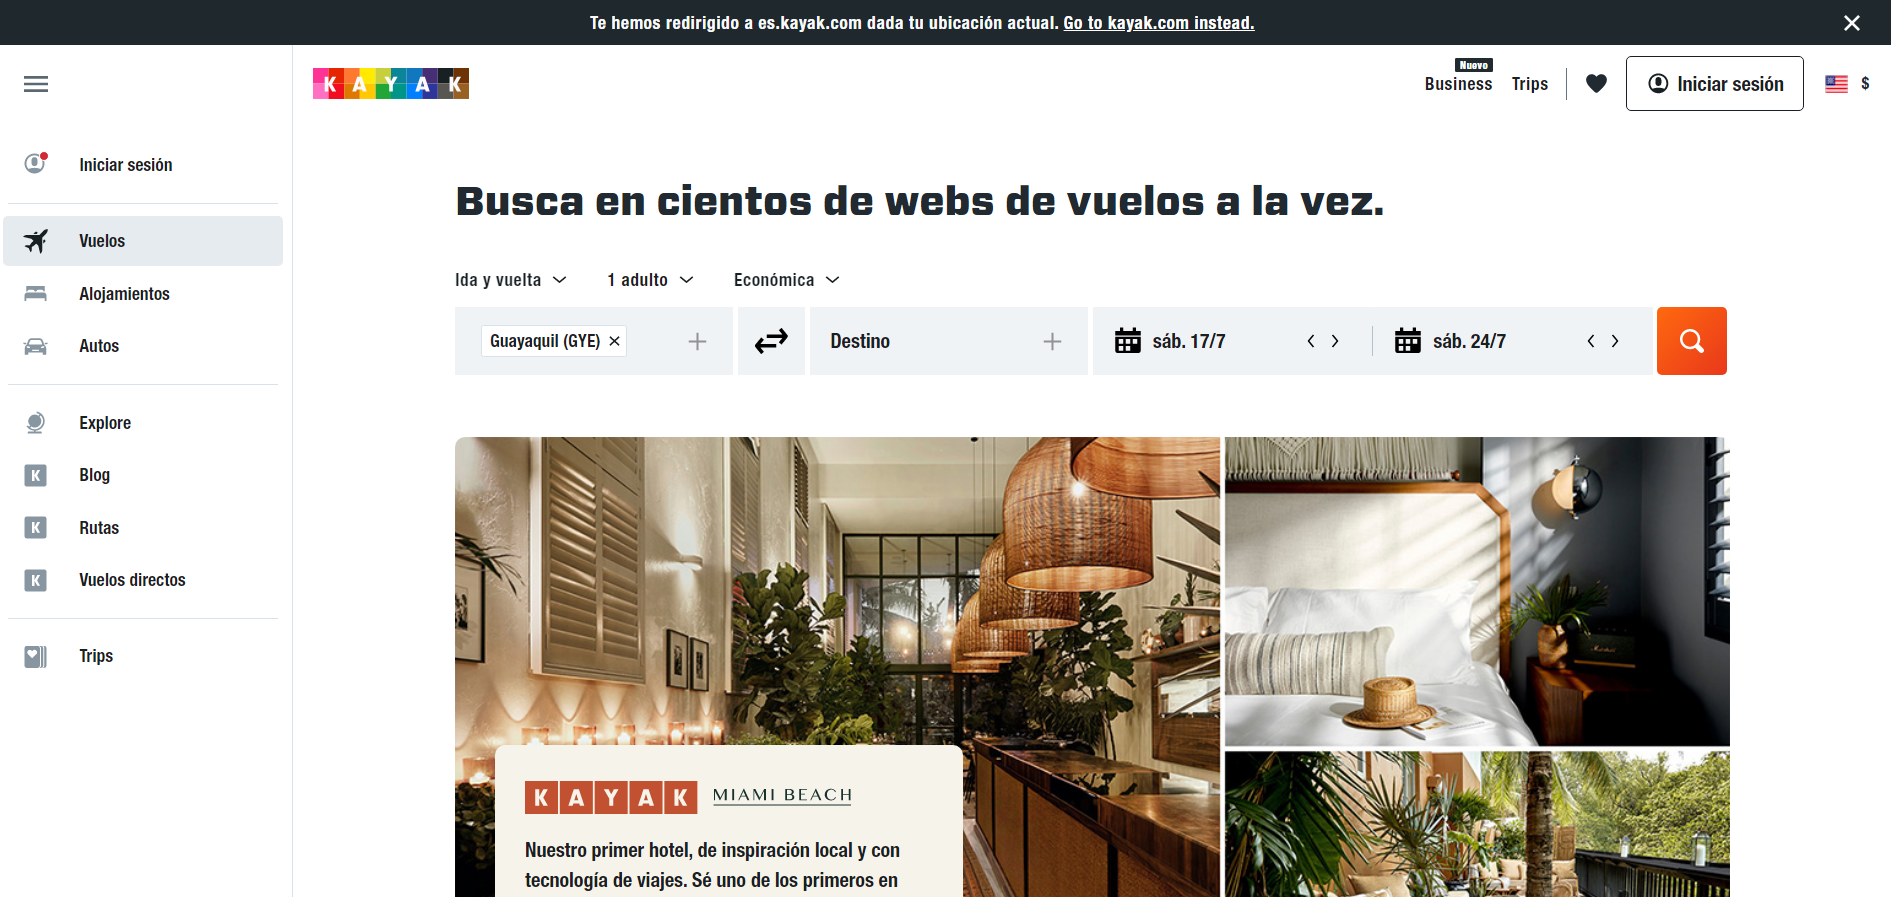 Te hemos redirigido a es.kayak.com dada tu ubicación actual. Go to kayak.com instead.
KAYAK
Nuevo
Business
Trips
Iniciar sesión
$
Iniciar sesión
Vuelos
Alojamientos
Autos
Explore
K Blog
K Rutas
K Vuelos directos
Trips
Busca en cientos de webs de vuelos a la vez.
Ida y vuelta
1 adulto
Económica
Guayaquil (GYE)
Destino
sáb. 17/7
sáb. 24/7
Marshall
KAYAK MIAMI BEACH
Nuestro primer hotel, de inspiración local y con
tecnología de viajes. Sé uno de los primeros en